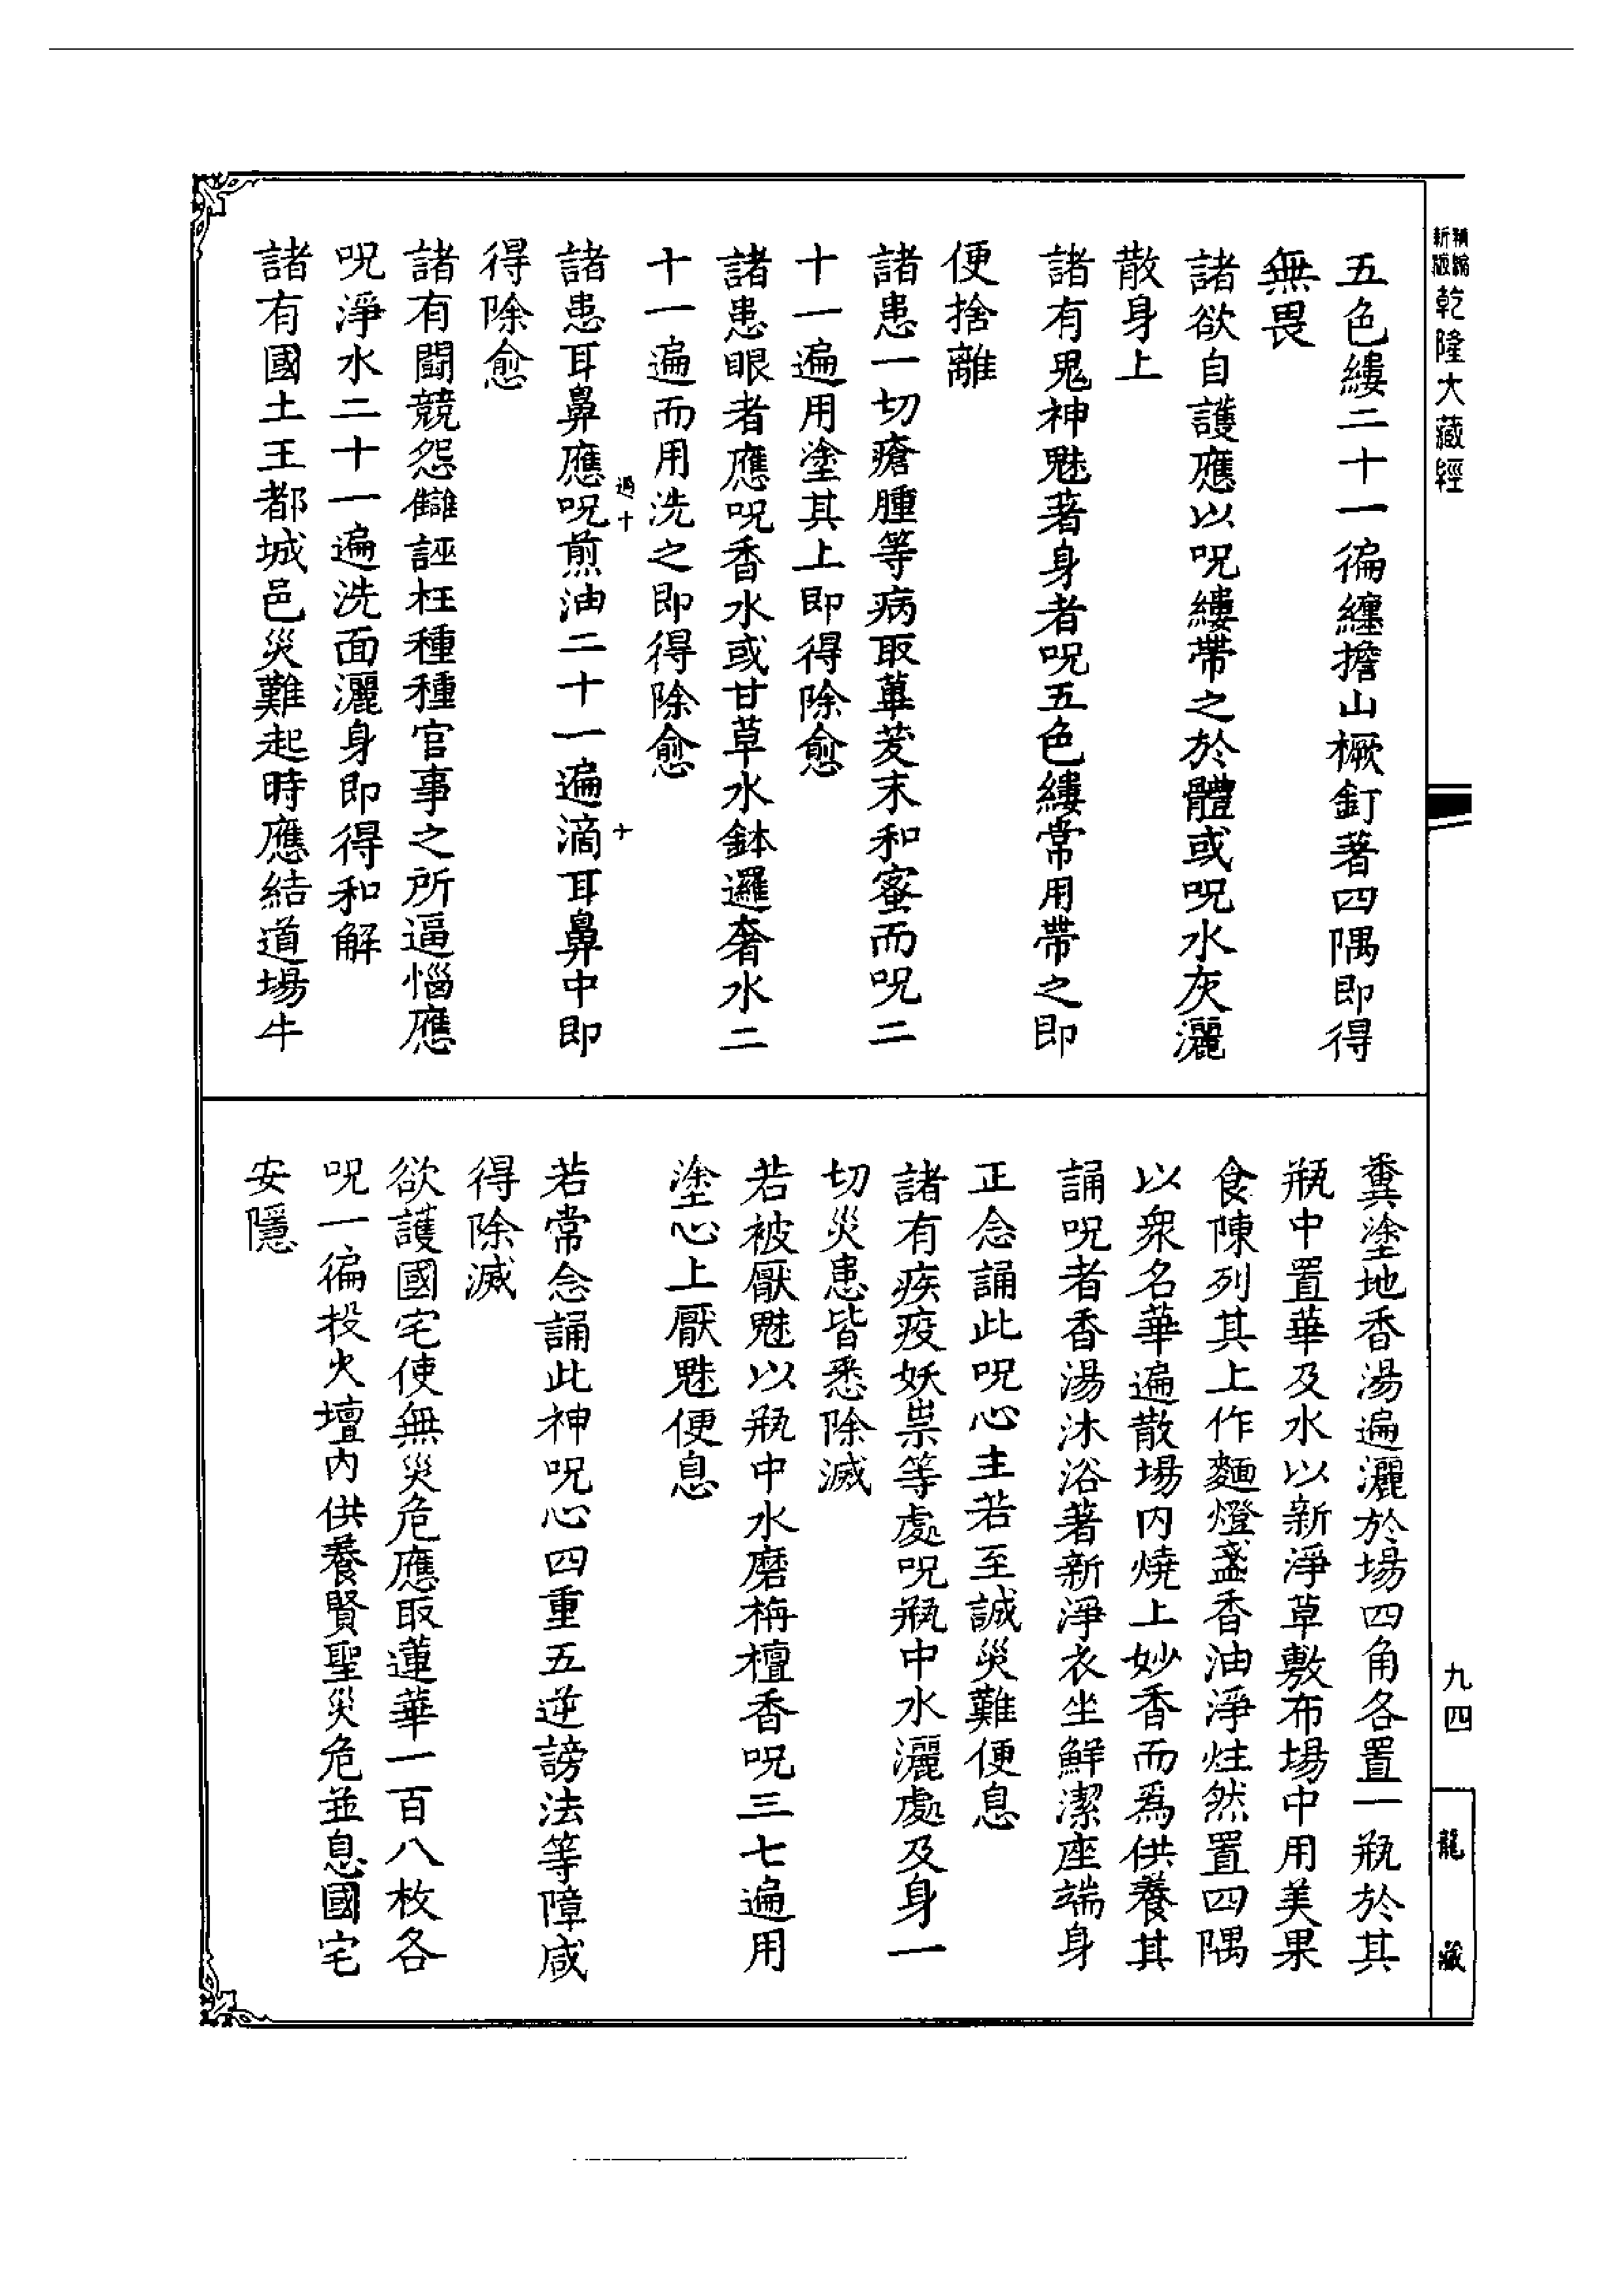 新編
新版
乾隆大藏經
五色縷二十一徧纏擔山橛釘著四隅即得
無畏
諸欲自護應以呪縷帶之於體或呪水灰灑
散身上
諸有鬼神魅著身者呪五色縷常用帶之即
便捨離
諸患一切瘡腫等病取蓽茇末和蜜而呪二
十一遍用塗其上即得除愈
諸患眼者應呪香水或甘草水鉢邏奢水二
十一遍而用洗之即得除愈
過十 十
諸患耳鼻應呪煎油二十一遍滴耳鼻中即
得除愈
諸有鬪競怨讎誣枉種種官事之所逼惱應
呪淨水二十一遍洗面灑身即得和解
諸有國土王都城邑災難起時應結道場牛
糞塗地香湯遍灑於場四角各置一瓶於其
瓶中置華及水以新淨草敷布場中用美果
食陳列其上作麵燈盞香油淨炷然置四隅
以衆名華遍散場内燒上妙香而爲供養其
誦呪者香湯沐浴著新淨衣坐鮮潔座端身
正念誦此呪心主若至誠災難便息
諸有疾疫妖祟等處呪瓶中水灑處及身一
切災患皆悉除滅
若被厭魅以瓶中水磨栴檀香呪三七遍用
塗心上厭魅便息
若常念誦此神呪心四重五逆謗法等障咸
得除滅
欲護國宅使無災危應取蓮華一百八枚各
呪一徧投火壇内供養賢聖災危並息國宅
安隱
九四
龍藏